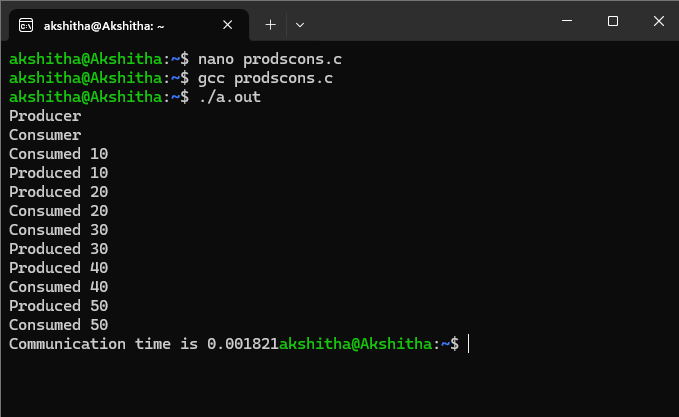 akshitha@Akshitha: ~
akshitha@Akshitha:~$ nano prodscons.c
akshitha@Akshitha:~$ gcc prodscons.c
akshitha@Akshitha:~$ ./a.out
Producer
Consumer
Consumed 10
Produced 10
Produced 20
Consumed 20
Consumed 30
Produced 30
Produced 40
Consumed 40
Produced 50
Consumed 50
Communication time is 0.001821akshitha@Akshitha:~$